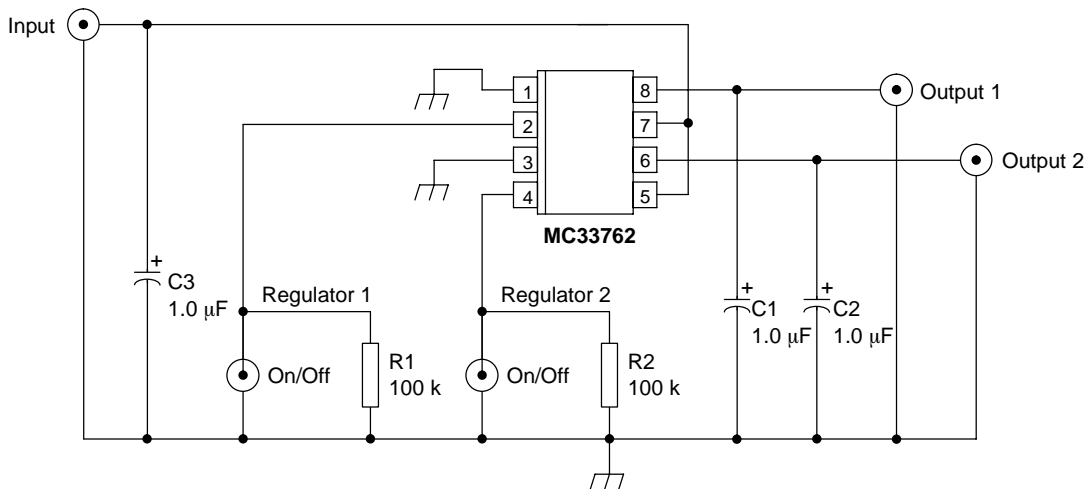 Input
1
2
3
4
8
7
6
5
MC33762
Output 1
Output 2
+
C3
1.0 μF
Regulator 1
On/Off
R1
100 k
Regulator 2
On/Off
R2
100 k
+
C1
1.0 μF
+
C2
1.0 μF